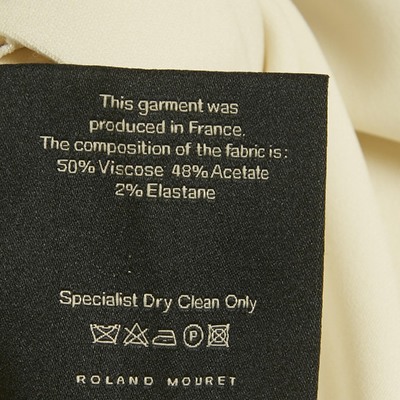 This garment was
produced in France.
The composition of the fabric is:
50% Viscose 48% Acetate
2% Elastane
Specialist Dry Clean Only
P
ROLAND MOURET